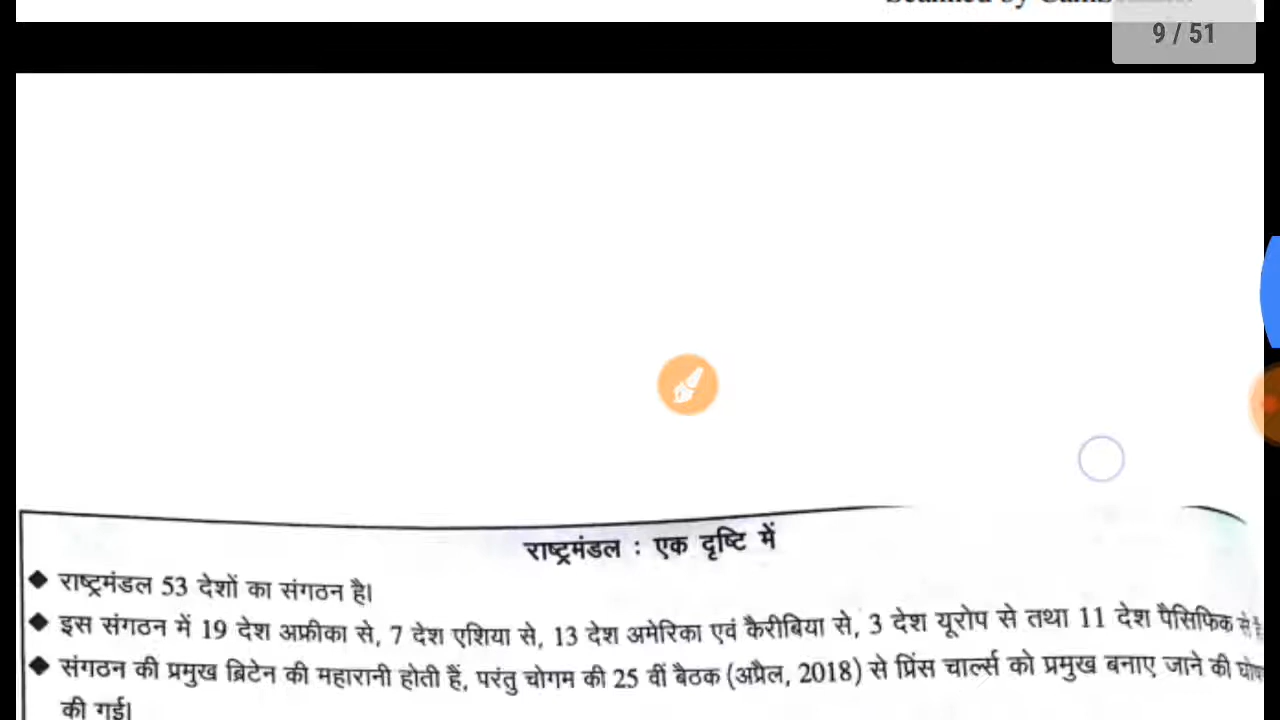 9 / 51
राष्ट्रमंडल : एक दृष्टि में
◆ राष्ट्रमंडल 53 देशों का संगठन है।
◆ इस संगठन में 19 देश अफ्रीका से, 7 देश एशिया से, 13 देश अमेरिका एवं कैरीबिया से, 3 देश यूरोप से तथा 11 देश पैसिफिक से
◆ संगठन की प्रमुख ब्रिटेन की महारानी होती हैं, परंतु चोगम की 25 वीं बैठक (अप्रैल, 2018) से प्रिंस चार्ल्स को प्रमुख बनाए जाने की
की गई।